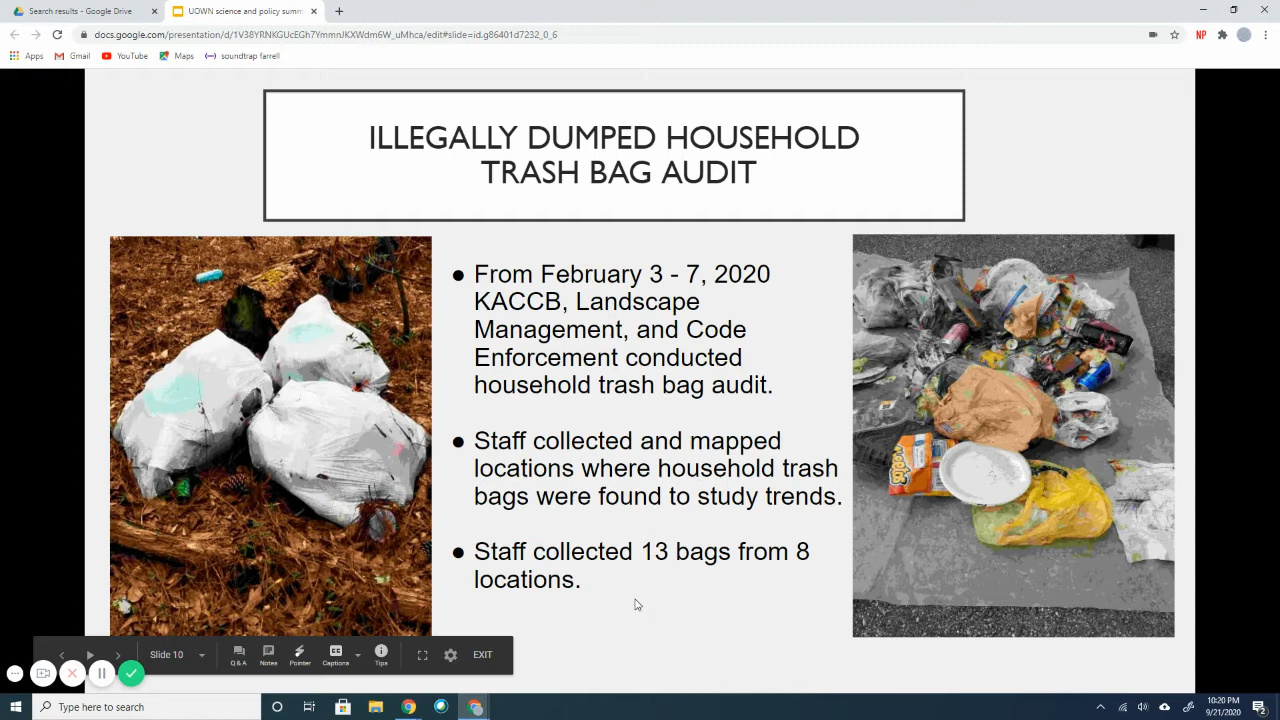 Search results - Google Drive
UOWN science and policy summ
docs.google.com/presentation/d/1V38YRNKGUcEGh7YmmnJKXWdm6W_uMhca/edit#slide=id.g86401d7232_0_6
NP
Apps
Gmail
YouTube
Maps
soundtrap farrell
ILLEGALLY DUMPED HOUSEHOLD
TRASH BAG AUDIT
● From February 3 - 7, 2020
KACCB, Landscape
Management, and Code
Enforcement conducted
household trash bag audit.
● Staff collected and mapped
locations where household trash
bags were found to study trends.
● Staff collected 13 bags from 8
locations.
Slide 10
Q & A
Notes
Pointer
Captions
Tips
EXIT
Type here to search
10:20 PM
9/21/2020
2